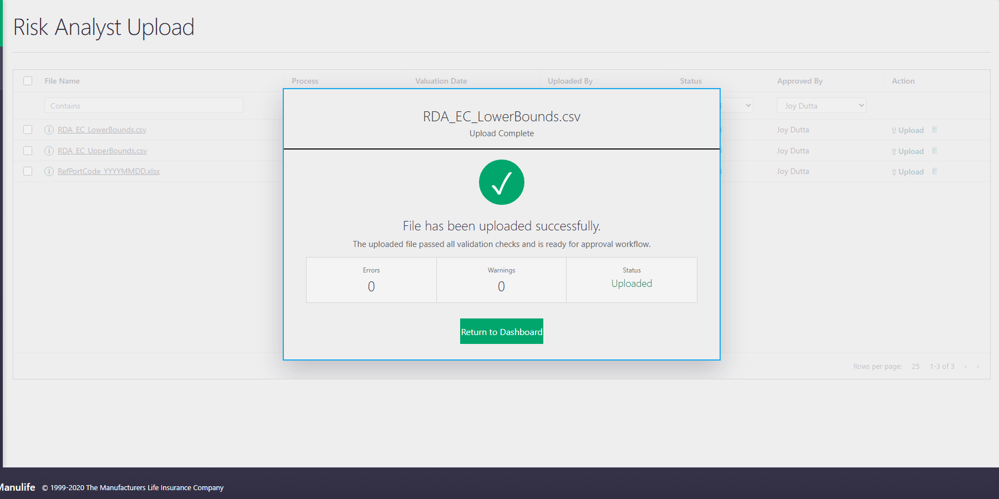 Risk Analyst Upload
File Name Process Valuation Date Uploaded By Status Approved By Action
Contains Joy Dutta
RDA_EC_LowerBounds.csv Joy Dutta Upload
RDA_EC_UpperBounds.csv Joy Dutta Upload
RefPortCode_YYYYMMDD.xlsx Joy Dutta Upload
RDA_EC_LowerBounds.csv
Upload Complete
File has been uploaded successfully.
The uploaded file passed all validation checks and is ready for approval workflow.
Errors Warnings Status
0 0 Uploaded
Return to Dashboard
Rows per page: 25 1-3 of 3 ‹ ›
Manulife © 1999-2020 The Manufacturers Life Insurance Company